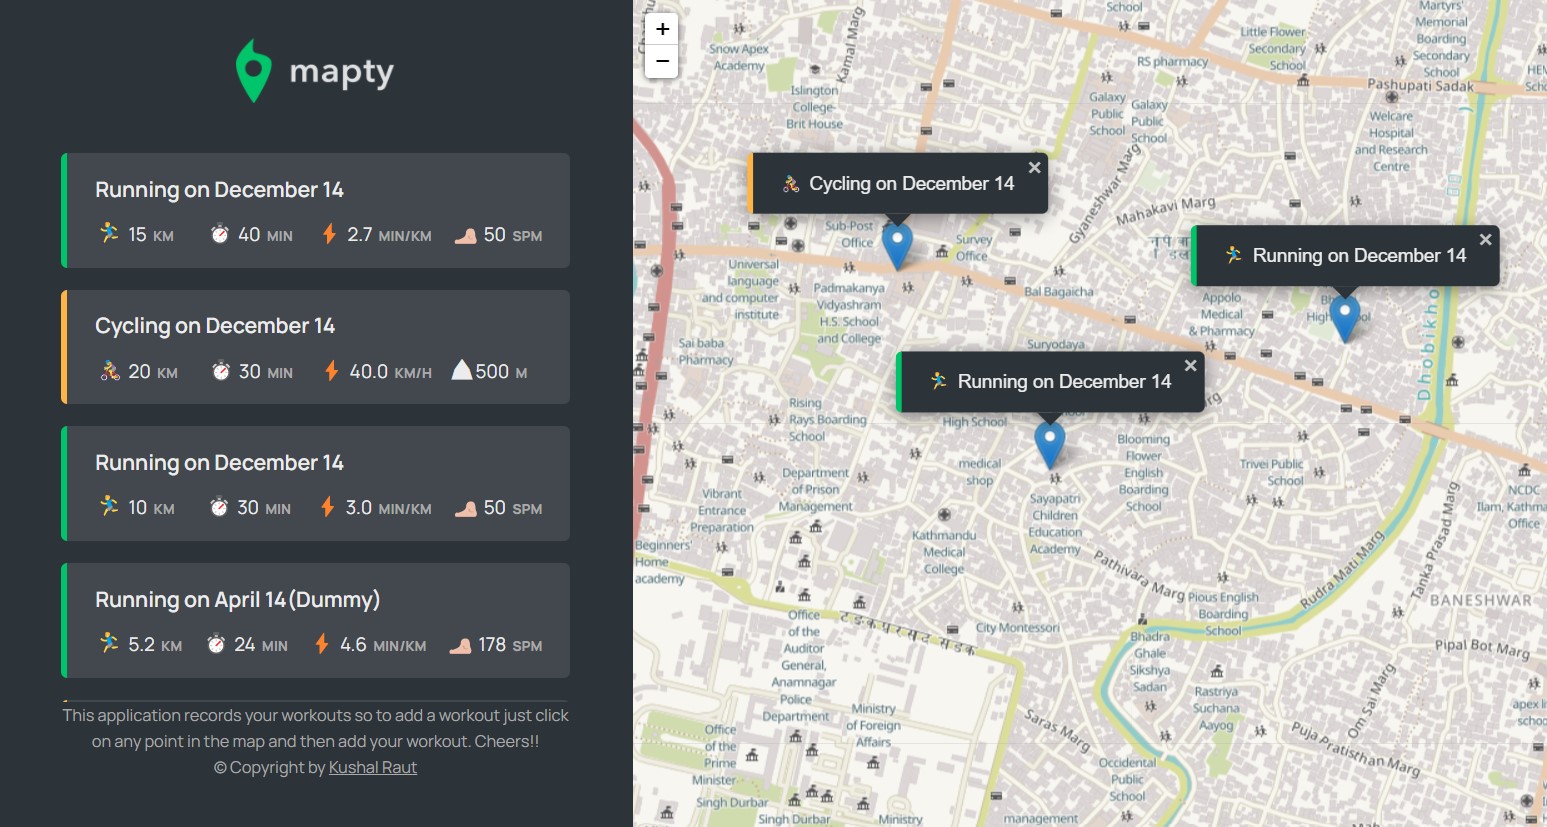 mapty
Running on December 14
15 KM
40 MIN
2.7 MIN/KM
50 SPM
Cycling on December 14
20 KM
30 MIN
40.0 KM/H
500 M
Running on December 14
10 KM
30 MIN
3.0 MIN/KM
50 SPM
Running on April 14(Dummy)
5.2 KM
24 MIN
4.6 MIN/KM
178 SPM
This application records your workouts so to add a workout just click
on any point in the map and then add your workout. Cheers!!
© Copyright by Kushal Raut
+
−
School
Kamal Marg
Snow Apex
Academy
Islington
College-
Brit House
Little Flower
Secondary
School
RS pharmacy
Martyrs'
Memorial
Boarding
Secondary
School
Pashupati Sadak
Galaxy
Public
School
Galaxy
Public
School
Welcare
Hospital
and Research
Centre
Gyaneshwar Marg
Mahakavi Marg
Cycling on December 14
×
Sub-Post
Office
Survey
Office
Running on December 14
×
Universal
language
and computer
institute
Padmakanya
Vidyashram
H.S. School
and College
Bal Bagaicha
Appolo
Medical
& Pharmacy
Sai baba
Pharmacy
Suryodaya
Running on December 14
×
Rising
Rays Boarding
School
High School
Blooming
Flower
English
Boarding
School
medical
shop
Department
of Prison
Management
Trivei Public
School
Vibrant
Entrance
Preparation
Sayapatri
Children
Education
Academy
NCDC
Ilam, Kathma
Office
Beginners'
Home
academy
Kathmandu
Medical
College
Pathivara Marg
Rudra Mati Marg
Tanka Prasad Marg
Pious English
Boarding
School
BANESHWAR
Office
of the
Auditor
General,
Anamnagar
Police
Department
City Montessori
Bhadra
Ghale
Sikshya
Sadan
Pipal Bot Marg
Rastriya
Suchana
Aayog
Om Sai Marg
Ministry
of Foreign
Affairs
Saras Marg
Puja Pratisthan Marg
Office
of the
Prime
Minister
Occidental
Public
School
Singh Durbar
Singh Durbar
Ministry
management